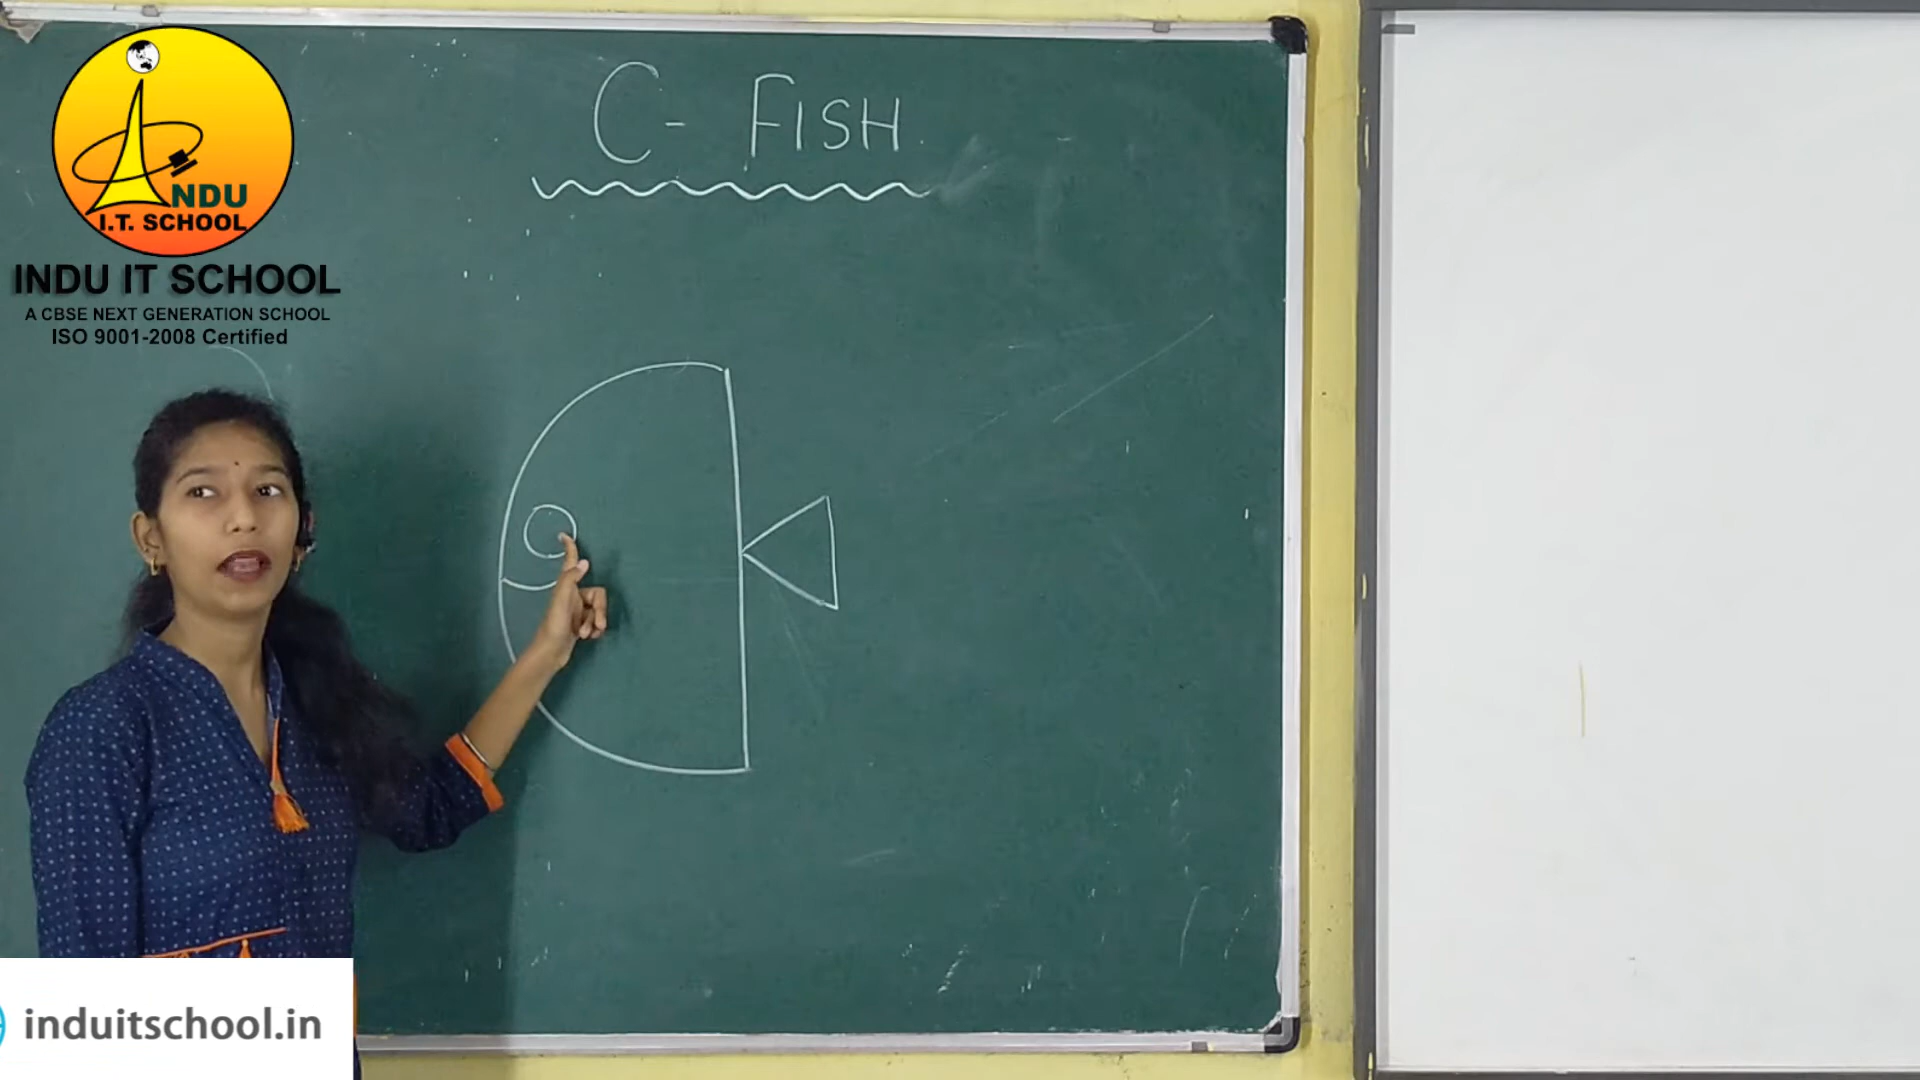 C - FISH
NDU
I.T. SCHOOL
INDU IT SCHOOL
A CBSE NEXT GENERATION SCHOOL
ISO 9001-2008 Certified
induitschool.in